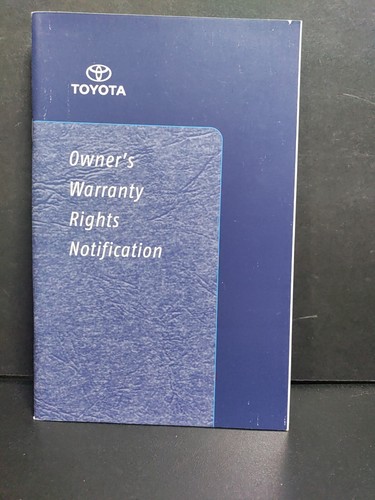 TOYOTA
Owner's
Warranty
Rights
Notification